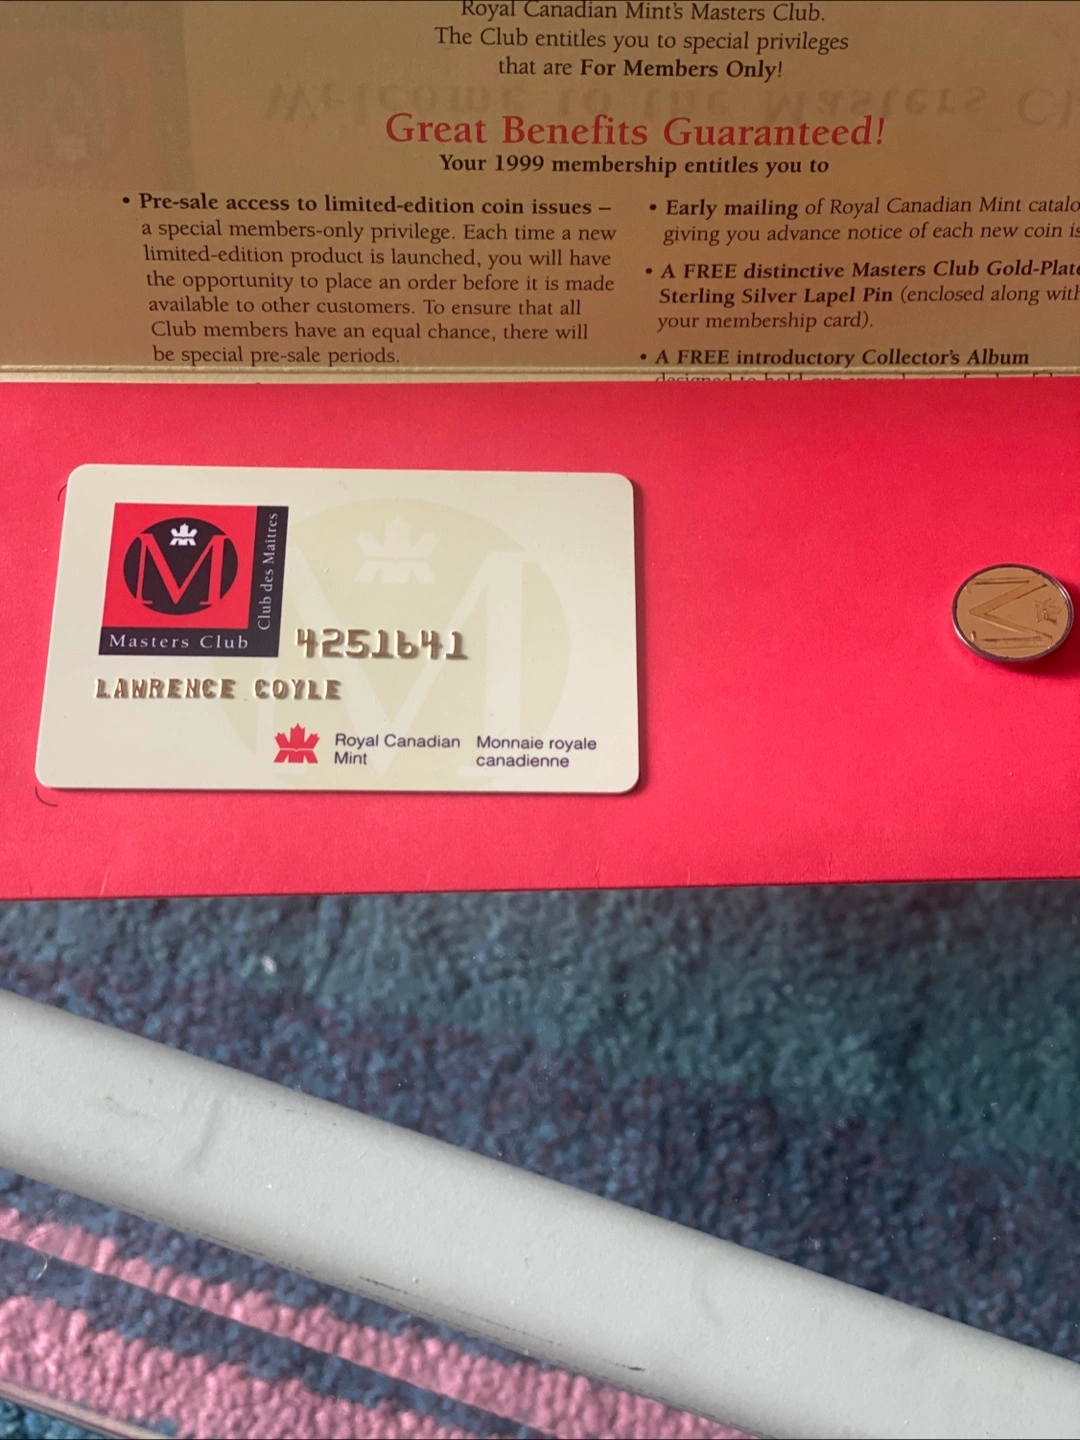 Royal Canadian Mint's Masters Club.
The Club entitles you to special privileges
that are For Members Only!
Great Benefits Guaranteed!
Your 1999 membership entitles you to
• Pre-sale access to limited-edition coin issues –
a special members-only privilege. Each time a new
limited-edition product is launched, you will have
the opportunity to place an order before it is made
available to other customers. To ensure that all
Club members have an equal chance, there will
be special pre-sale periods.
• Early mailing of Royal Canadian Mint
giving you advance notice of each new coin
• A FREE distinctive Masters Club
Sterling Silver Lapel Pin (enclosed along with
your membership card).
• A FREE introductory Collector's Album
M
Club des Maîtres
Masters Club
4251641
LAWRENCE COYLE
Royal Canadian Mint
Monnaie royale canadienne
M